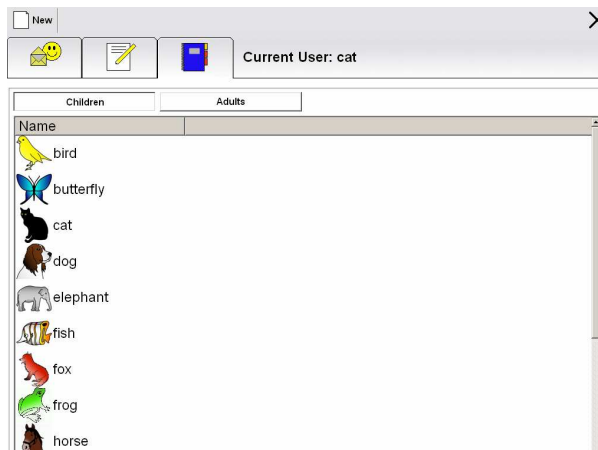 New
Current User: cat
Children Adults
Name
bird
butterfly
cat
dog
elephant
fish
fox
frog
horse